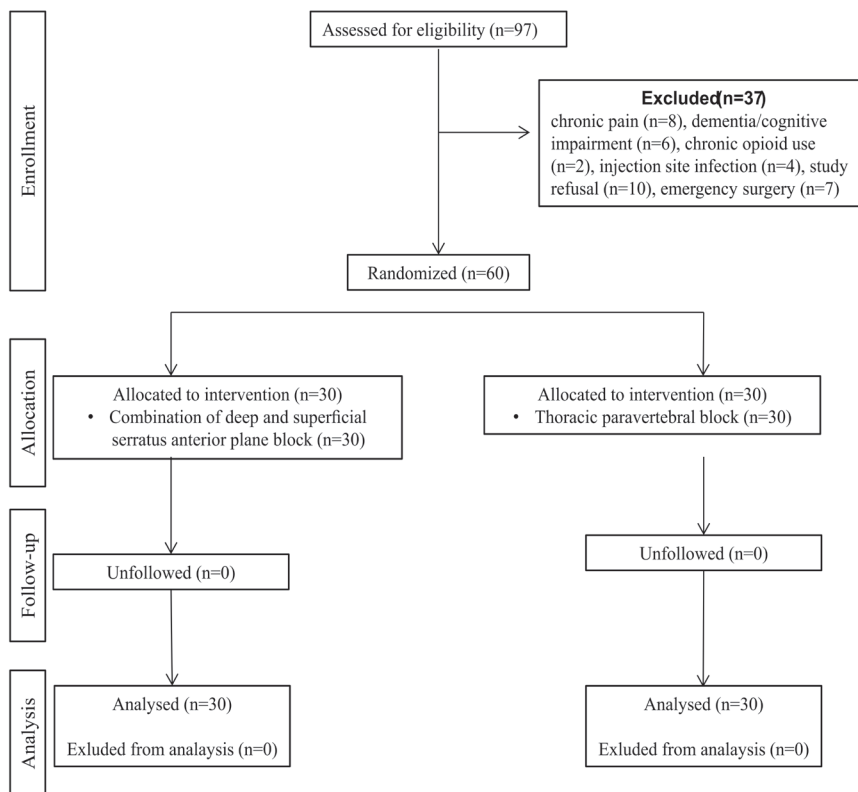 Enrollment
Assessed for eligibility (n=97)
Excluded(n=37)
chronic pain (n=8), dementia/cognitive
impairment (n=6), chronic opioid use
(n=2), injection site infection (n=4), study
refusal (n=10), emergency surgery (n=7)
Randomized (n=60)
Allocation
Allocated to intervention (n=30)
• Combination of deep and superficial
serratus anterior plane block (n=30)
Allocated to intervention (n=30)
• Thoracic paravertebral block (n=30)
Follow-up
Unfollowed (n=0)
Unfollowed (n=0)
Analysis
Analysed (n=30)
Exluded from analaysis (n=0)
Analysed (n=30)
Exluded from analaysis (n=0)